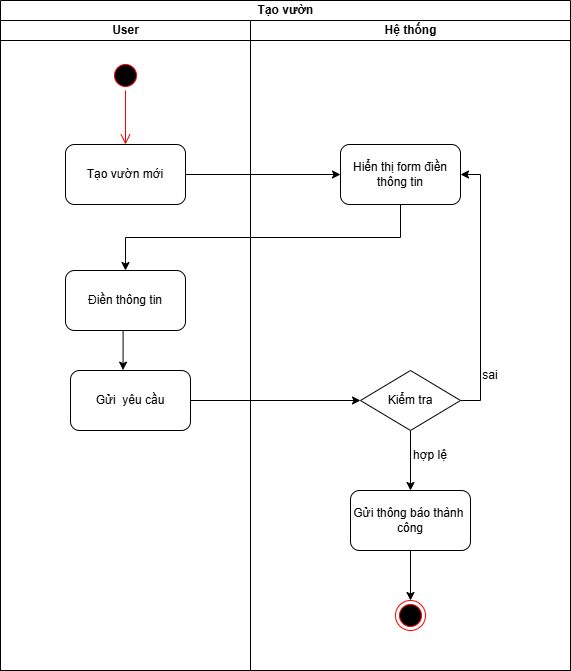 Tạo vườn
User
Hệ thống
Tạo vườn mới
Hiển thị form điền
thông tin
Điền thông tin
sai
Gửi  yêu cầu
Kiểm tra
hợp lệ
Gửi thông báo thành
công